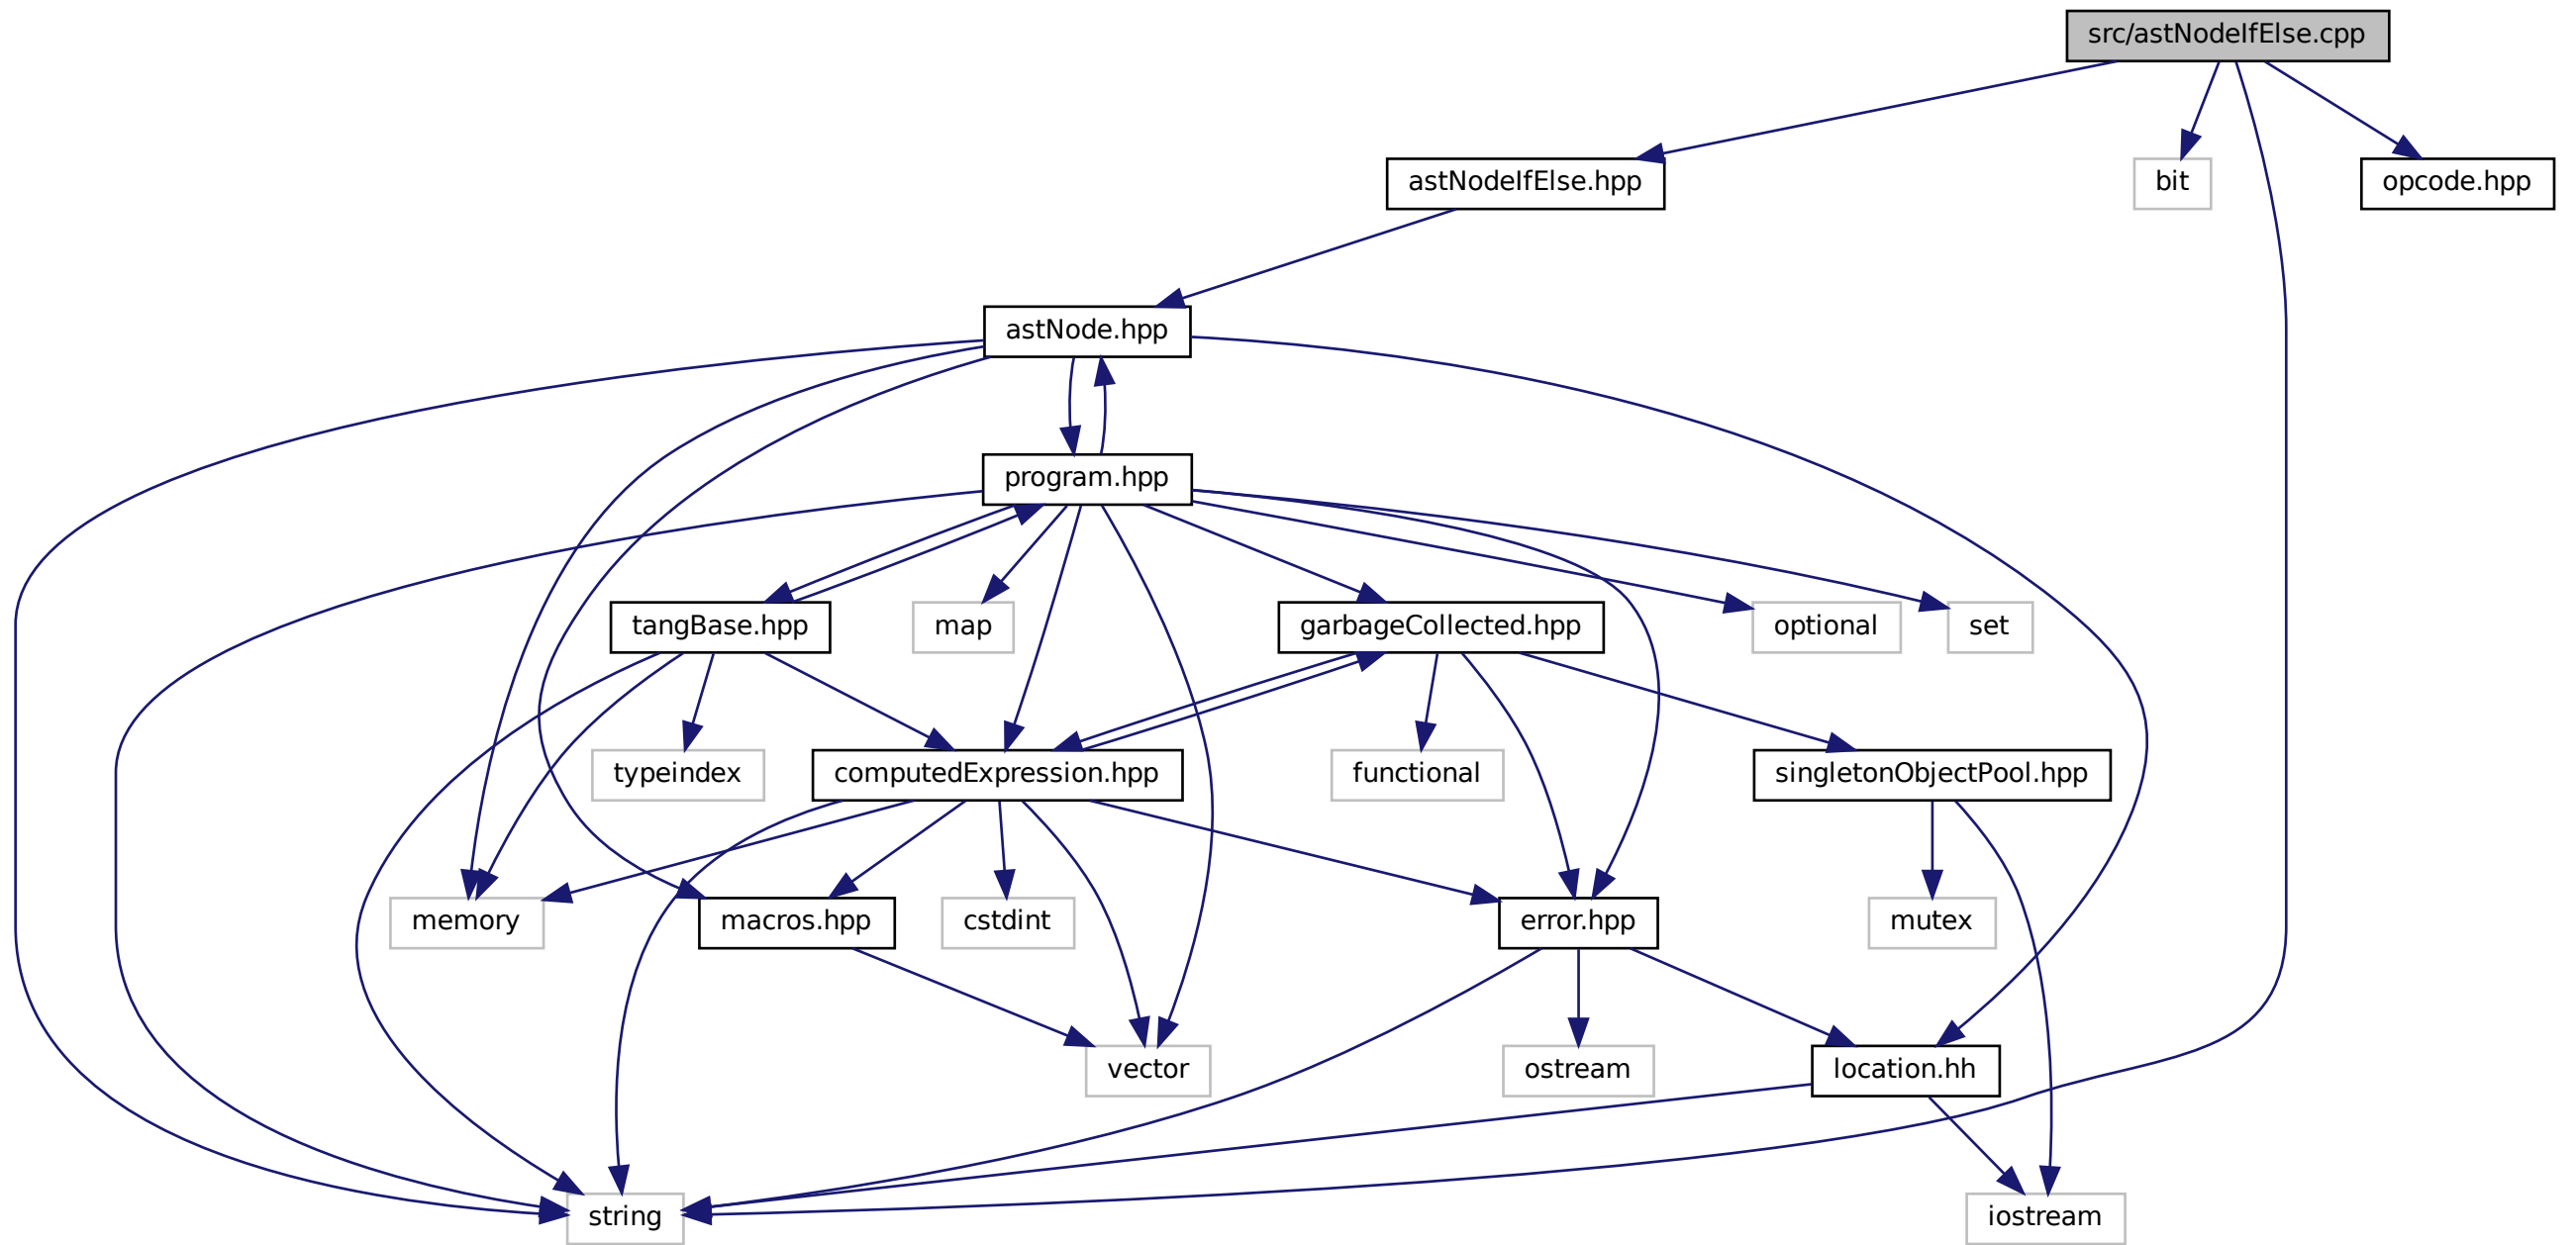 src/astNodeIfElse.cpp
astNodeIfElse.hpp
bit
opcode.hpp
astNode.hpp
program.hpp
tangBase.hpp
map
garbageCollected.hpp
optional
set
typeindex
computedExpression.hpp
functional
singletonObjectPool.hpp
memory
macros.hpp
cstdint
error.hpp
mutex
vector
ostream
location.hh
string
iostream